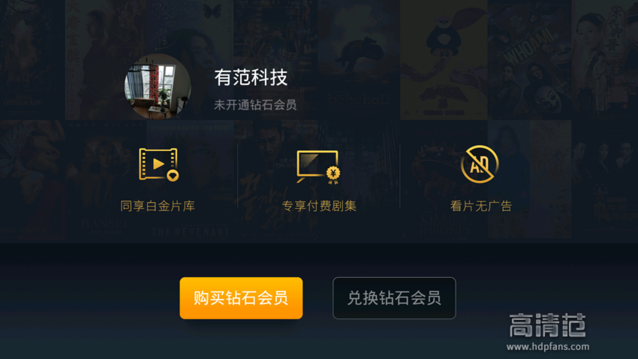 有范科技
未开通钻石会员
AD
同享白金片库
专享付费剧集
看片无广告
购买钻石会员
兑换钻石会员
高清范
www.hdpfans.com